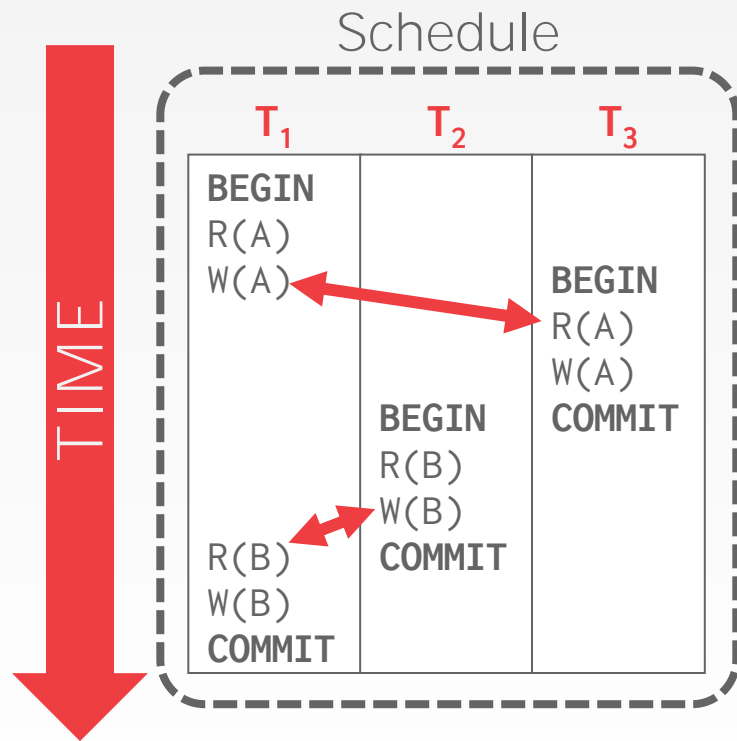 Schedule
TIME
T₁ T₂ T₃
BEGIN
R(A)
W(A) BEGIN
R(A)
W(A)
BEGIN COMMIT
R(B)
W(B)
R(B) COMMIT
W(B)
COMMIT